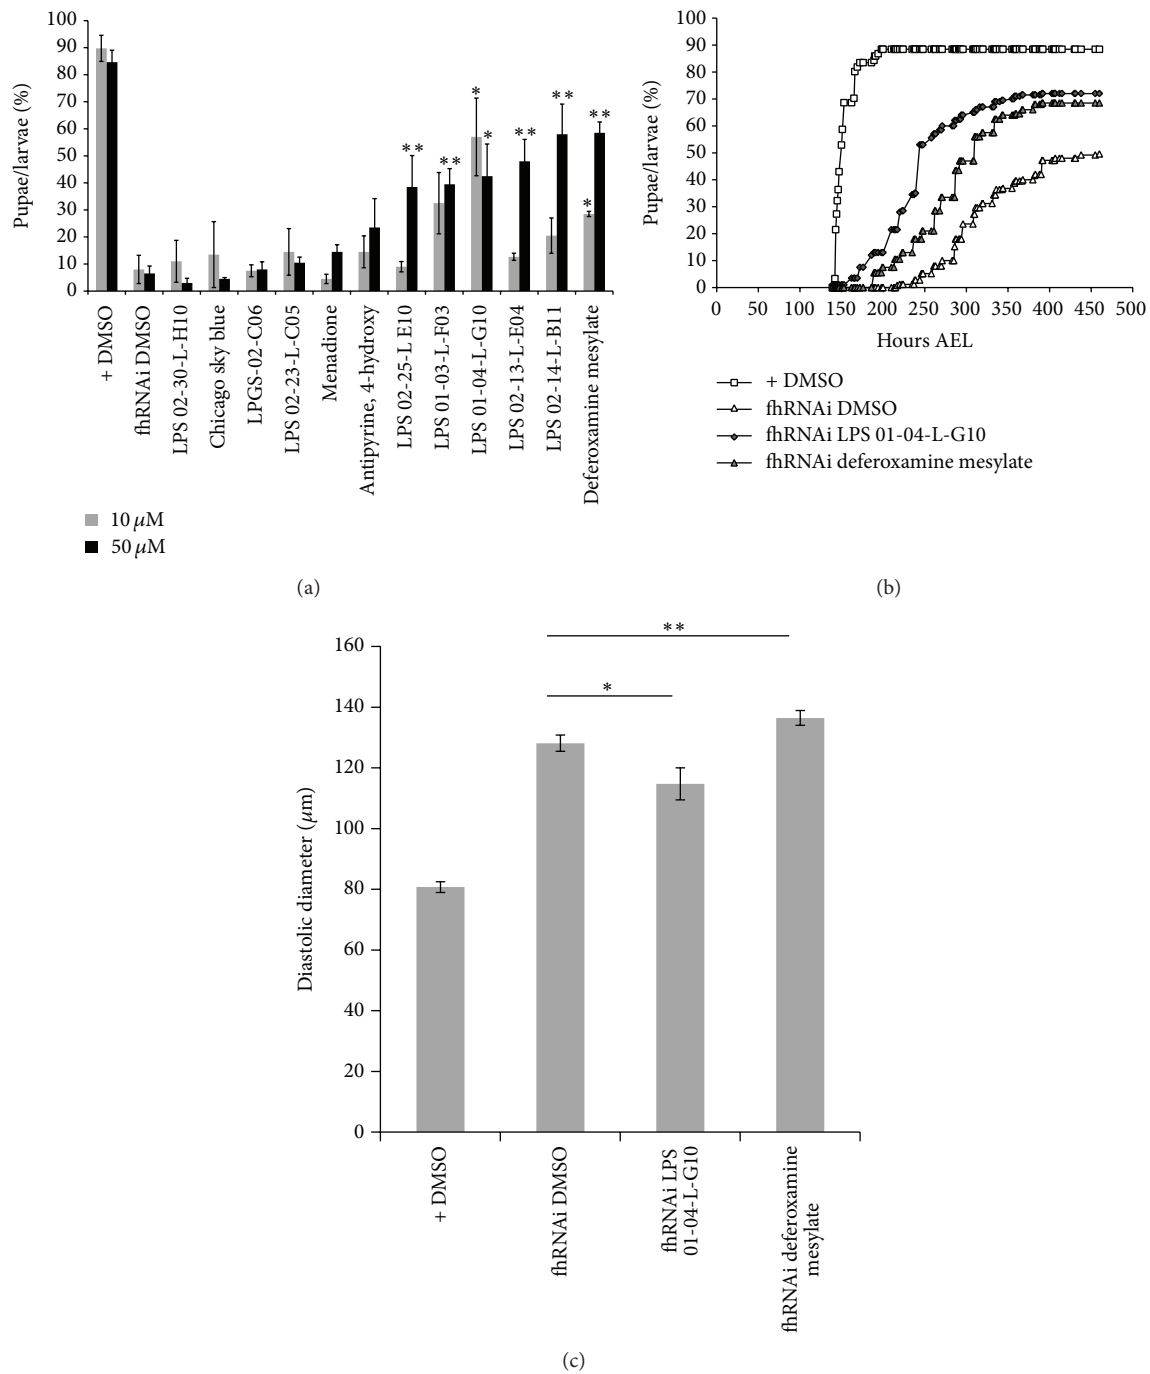 100
90
80
70
60
50
40
30
20
10
0
Pupae/larvae (%)
*
*
**
**
**
**
**
*
+ DMSO
fhRNAi DMSO
LPS 02-30-L-H10
Chicago sky blue
LPGS-02-C06
LPS 02-23-L-C05
Menadione
Antipyrine, 4-hydroxy
LPS 02-25-L E10
LPS 01-03-L-F03
LPS 01-04-L-G10
LPS 02-13-L-E04
LPS 02-14-L-B11
Deferoxamine mesylate
10 μM
50 μM
(a)
100
90
80
70
60
50
40
30
20
10
0
Pupae/larvae (%)
0 50 100 150 200 250 300 350 400 450 500
Hours AEL
+ DMSO
fhRNAi DMSO
fhRNAi LPS 01-04-L-G10
fhRNAi deferoxamine mesylate
(b)
160
140
120
100
80
60
40
20
0
Diastolic diameter (μm)
**
*
+ DMSO
fhRNAi DMSO
fhRNAi LPS
01-04-L-G10
fhRNAi deferoxamine
mesylate
(c)